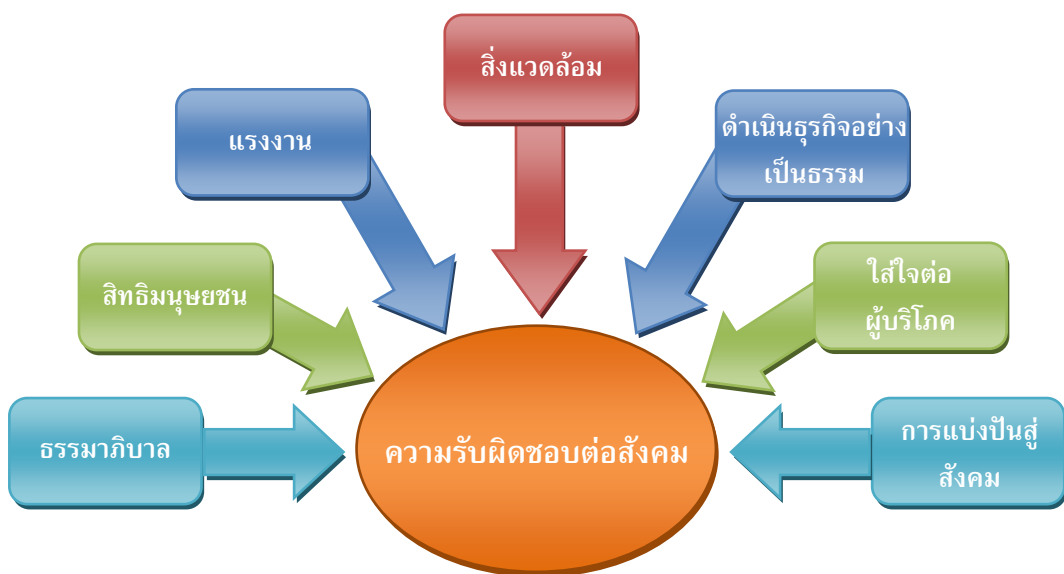 สิ่งแวดล้อม
แรงงาน
ดำเนินธุรกิจอย่าง
เป็นธรรม
สิทธิมนุษยชน
ใส่ใจต่อ
ผู้บริโภค
ธรรมาภิบาล
ความรับผิดชอบต่อสังคม
การแบ่งปันสู่
สังคม